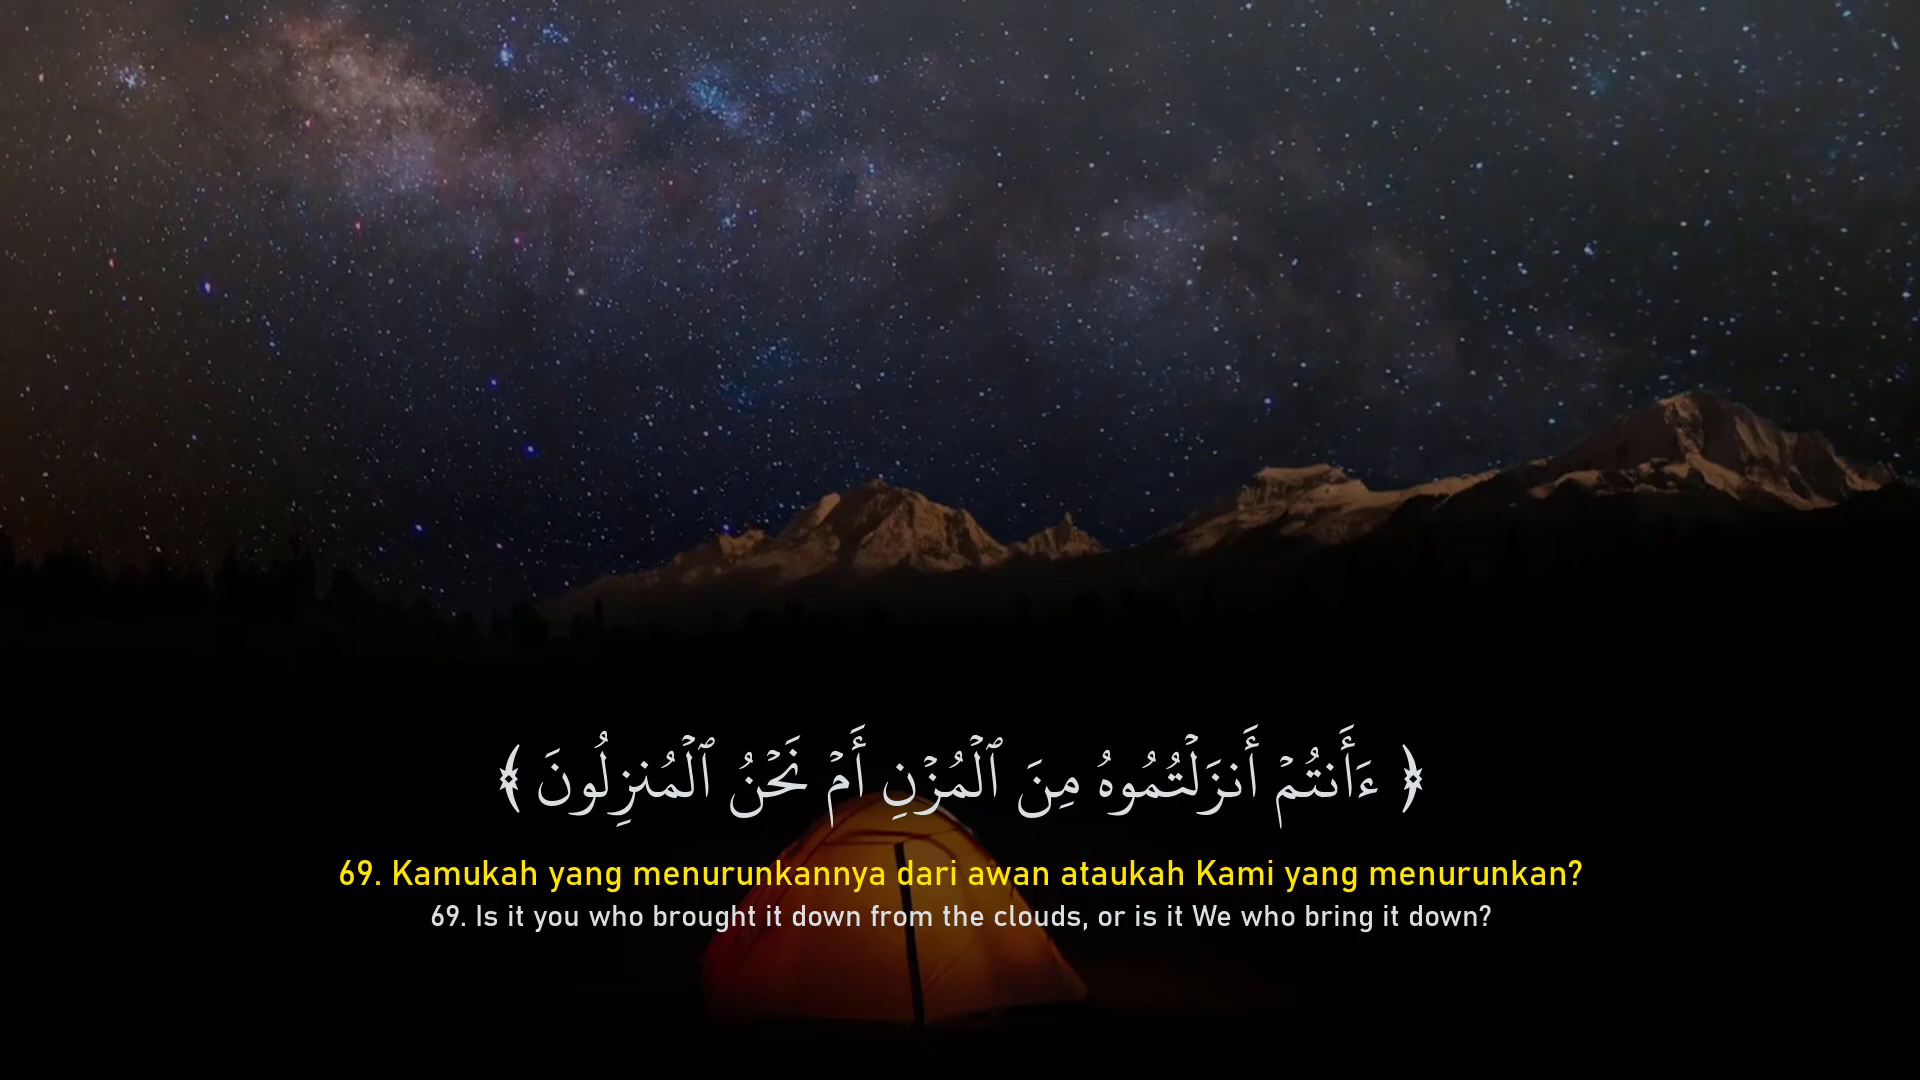 ﴿ ءَأَنتُمۡ أَنزَلۡتُمُوهُ مِنَ ٱلۡمُزۡنِ أَمۡ نَحۡنُ ٱلۡمُنزِلُونَ ﴾
69. Kamukah yang menurunkannya dari awan ataukah Kami yang menurunkan?
69. Is it you who brought it down from the clouds, or is it We who bring it down?